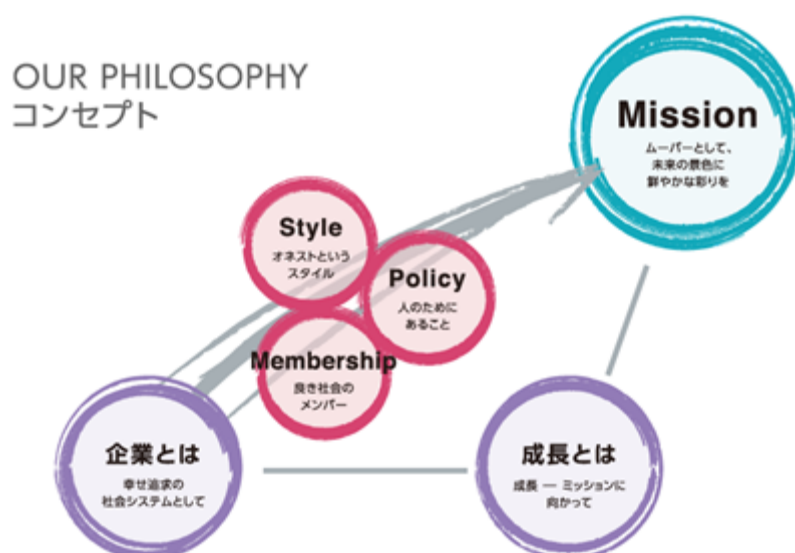 OUR PHILOSOPHY
コンセプト
Mission
ムーバーとして、
未来の景色に
鮮やかな彩りを
Style
オネストという
スタイル
Policy
人のために
あること
Membership
良き社会の
メンバー
企業とは
幸せ追求の
社会システムとして
成長とは
成長 ― ミッションに
向かって